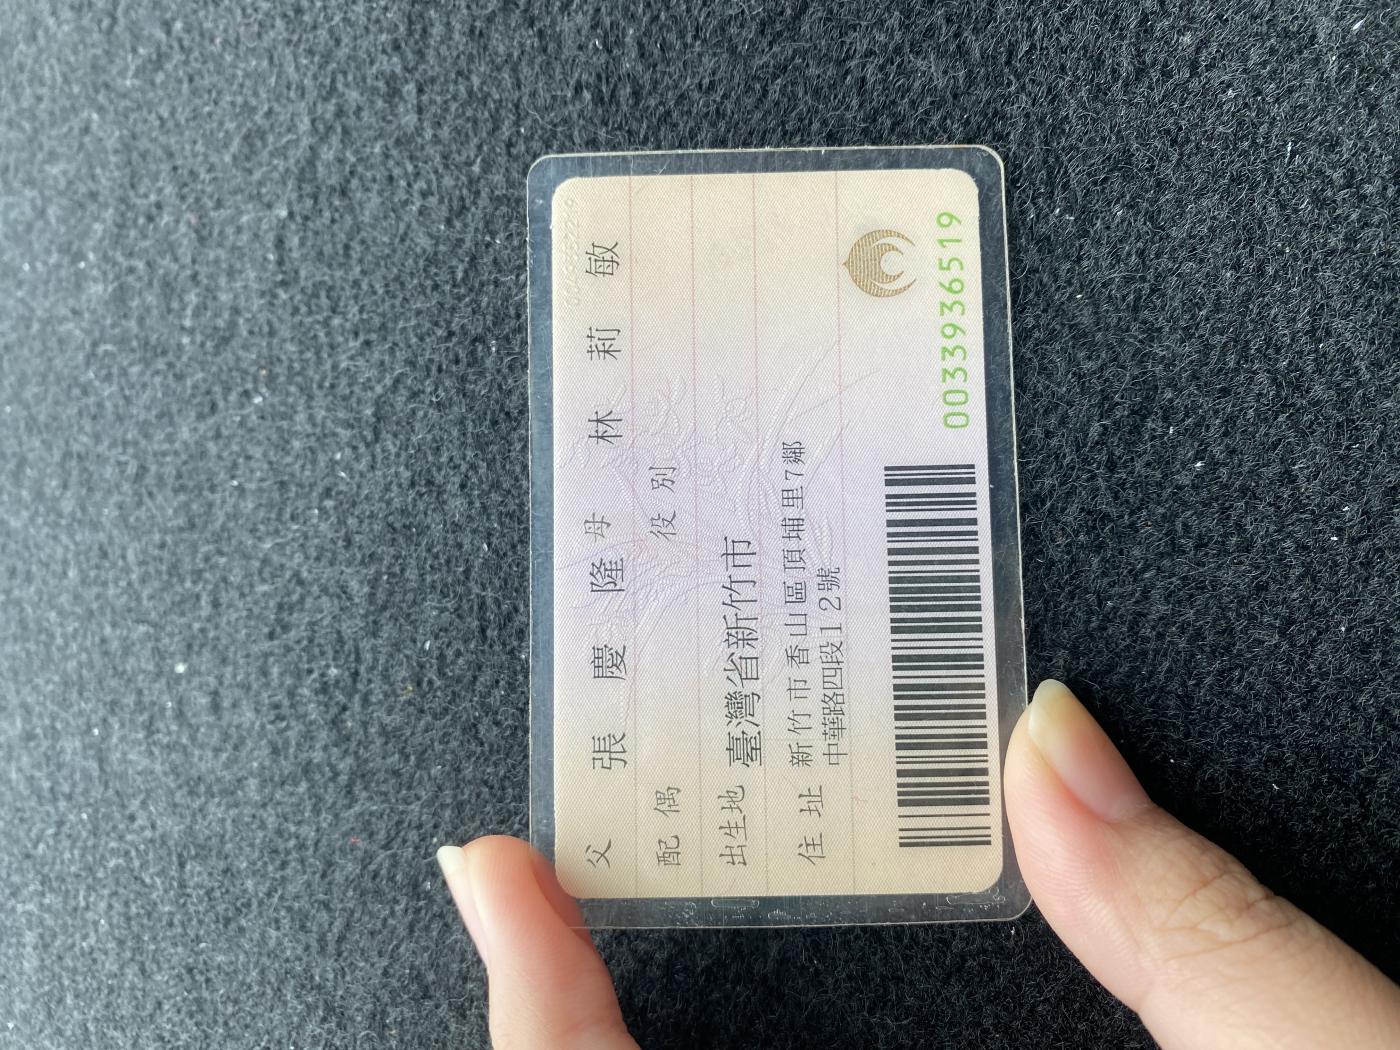 父 張慶隆 母 林莉敏
配偶 役別
出生地 臺灣省新竹市
住址 新竹市香山區頂埔里7鄰
中華路四段12號
0033936519